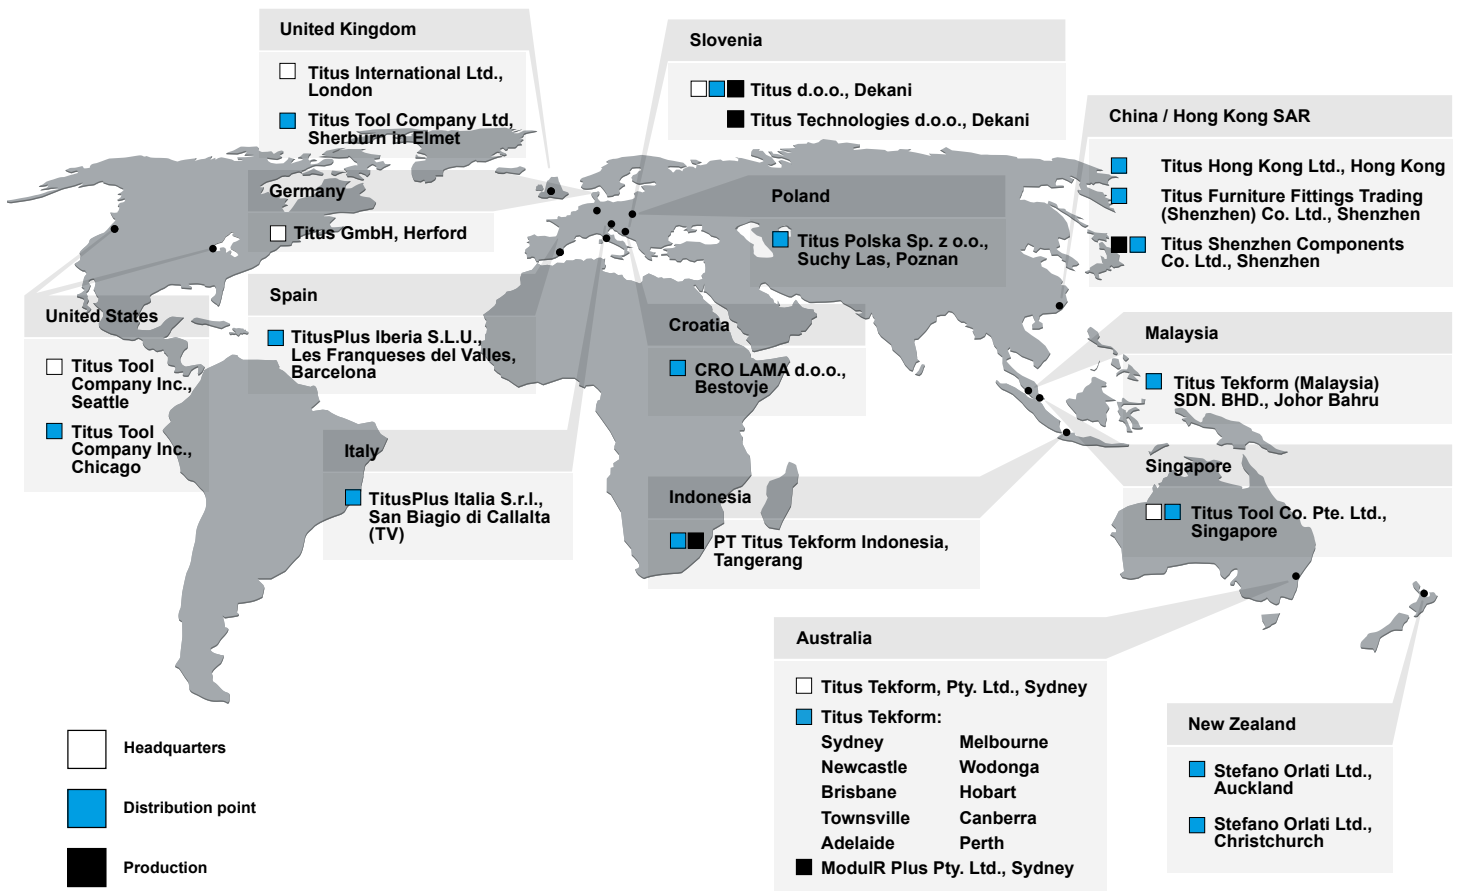 United Kingdom
Titus International Ltd.,
London
Titus Tool Company Ltd,
Sherburn in Elmet
Slovenia
Titus d.o.o., Dekani
Titus Technologies d.o.o., Dekani
China / Hong Kong SAR
Titus Hong Kong Ltd., Hong Kong
Titus Furniture Fittings Trading
(Shenzhen) Co. Ltd., Shenzhen
Titus Shenzhen Components
Co. Ltd., Shenzhen
Germany
Titus GmbH, Herford
Poland
Titus Polska Sp. z o.o.,
Suchy Las, Poznan
Spain
TitusPlus Iberia S.L.U.,
Les Franqueses del Valles,
Barcelona
United States
Titus Tool
Company Inc.,
Seattle
Titus Tool
Company Inc.,
Chicago
Croatia
CRO LAMA d.o.o.,
Bestovje
Malaysia
Titus Tekform (Malaysia)
SDN. BHD., Johor Bahru
Italy
TitusPlus Italia S.r.l.,
San Biagio di Callalta
(TV)
Indonesia
PT Titus Tekform Indonesia,
Tangerang
Singapore
Titus Tool Co. Pte. Ltd.,
Singapore
Australia
Titus Tekform, Pty. Ltd., Sydney
Titus Tekform:
Sydney Melbourne
Newcastle Wodonga
Brisbane Hobart
Townsville Canberra
Adelaide Perth
ModulR Plus Pty. Ltd., Sydney
New Zealand
Stefano Orlati Ltd.,
Auckland
Stefano Orlati Ltd.,
Christchurch
Headquarters
Distribution point
Production